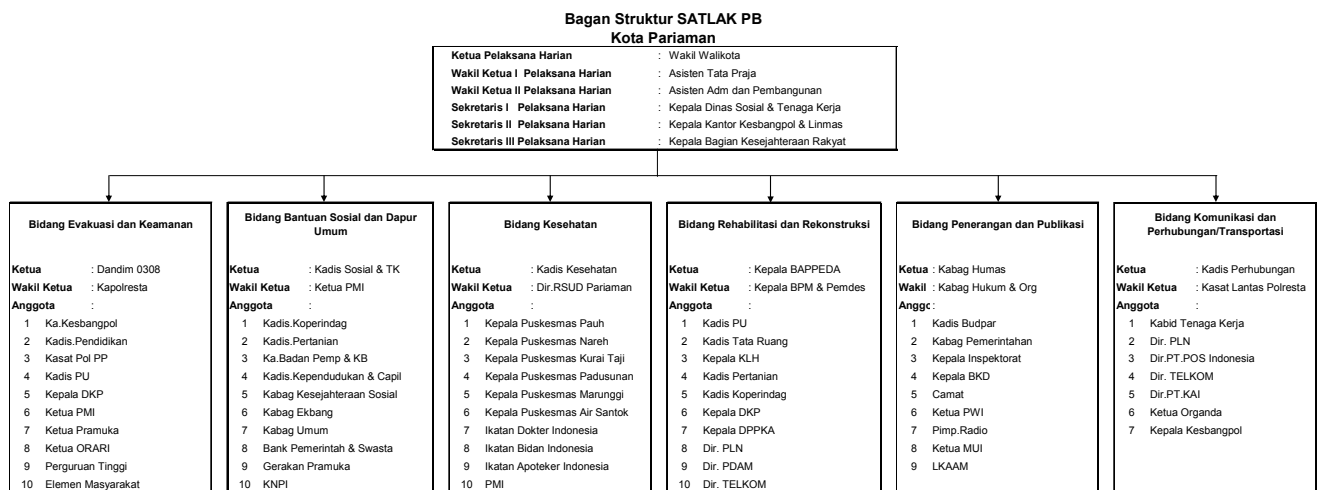 Bagan Struktur SATLAK PB
Kota Pariaman
Ketua Pelaksana Harian : Wakil Walikota
Wakil Ketua I Pelaksana Harian : Asisten Tata Praja
Wakil Ketua II Pelaksana Harian : Asisten Adm dan Pembangunan
Sekretaris I Pelaksana Harian : Kepala Dinas Sosial & Tenaga Kerja
Sekretaris II Pelaksana Harian : Kepala Kantor Kesbangpol & Linmas
Sekretaris III Pelaksana Harian : Kepala Bagian Kesejahteraan Rakyat
Bidang Evakuasi dan Keamanan
Ketua : Dandim 0308
Wakil Ketua : Kapolresta
Anggota :
1 Ka.Kesbangpol
2 Kadis.Pendidikan
3 Kasat Pol PP
4 Kadis PU
5 Kepala DKP
6 Ketua PMI
7 Ketua Pramuka
8 Ketua ORARI
9 Perguruan Tinggi
10 Elemen Masyarakat
Bidang Bantuan Sosial dan Dapur
Umum
Ketua : Kadis Sosial & TK
Wakil Ketua : Ketua PMI
Anggota :
1 Kadis.Koperindag
2 Kadis.Pertanian
3 Ka.Badan Pemp & KB
4 Kadis.Kependudukan & Capil
5 Kabag Kesejahteraan Sosial
6 Kabag Ekbang
7 Kabag Umum
8 Bank Pemerintah & Swasta
9 Gerakan Pramuka
10 KNPI
Bidang Kesehatan
Ketua : Kadis Kesehatan
Wakil Ketua : Dir.RSUD Pariaman
Anggota :
1 Kepala Puskesmas Pauh
2 Kepala Puskesmas Nareh
3 Kepala Puskesmas Kurai Taji
4 Kepala Puskesmas Padusunan
5 Kepala Puskesmas Marunggi
6 Kepala Puskesmas Air Santok
7 Ikatan Dokter Indonesia
8 Ikatan Bidan Indonesia
9 Ikatan Apoteker Indonesia
10 PMI
Bidang Rehabilitasi dan Rekonstruksi
Ketua : Kepala BAPPEDA
Wakil Ketua : Kepala BPM & Pemdes
Anggota :
1 Kadis PU
2 Kadis Tata Ruang
3 Kepala KLH
4 Kadis Pertanian
5 Kadis Koperindag
6 Kepala DKP
7 Kepala DPPKA
8 Dir. PLN
9 Dir. PDAM
10 Dir. TELKOM
Bidang Penerangan dan Publikasi
Ketua : Kabag Humas
Wakil : Kabag Hukum & Org
Anggo :
1 Kadis Budpar
2 Kabag Pemerintahan
3 Kepala Inspektorat
4 Kepala BKD
5 Camat
6 Ketua PWI
7 Pimp.Radio
8 Ketua MUI
9 LKAAM
Bidang Komunikasi dan
Perhubungan/Transportasi
Ketua : Kadis Perhubungan
Wakil Ketua : Kasat Lantas Polresta
Anggota :
1 Kabid Tenaga Kerja
2 Dir. PLN
3 Dir.PT.POS Indonesia
4 Dir. TELKOM
5 Dir.PT.KAI
6 Ketua Organda
7 Kepala Kesbangpol